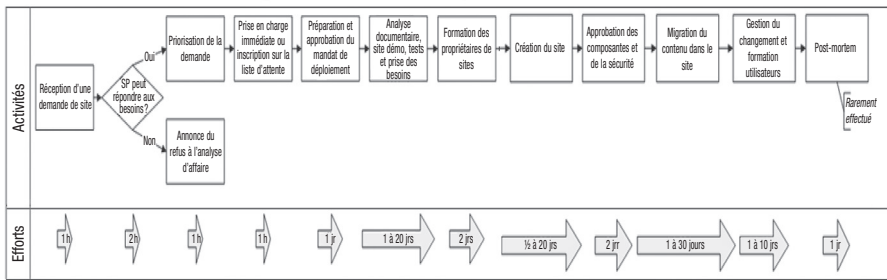 Activités
Réception d'une
demande de site
SP peut
répondre aux
besoins?
Oui
Non
Priorisation de la
demande
Annonce du
refus à l'analyse
d'affaire
Prise en charge
immédiate ou
inscription sur la
liste d'attente
Préparation et
approbation du
mandat de
déploiement
Analyse
documentaire,
site démo, tests
et prise des
besoins
Formation des
propriétaires de
sites
Création du site
Approbation des
composantes et
de la sécurité
Migration du
contenu dans le
site
Gestion du
changement et
formation
utilisateurs
Post-mortem
Rarement
effectué
Efforts
1 h
2 h
1 h
1 h
1 jr
1 à 20 jrs
2 jrs
½ à 20 jrs
2 jrr
1 à 30 jours
1 à 10 jrs
1 jr